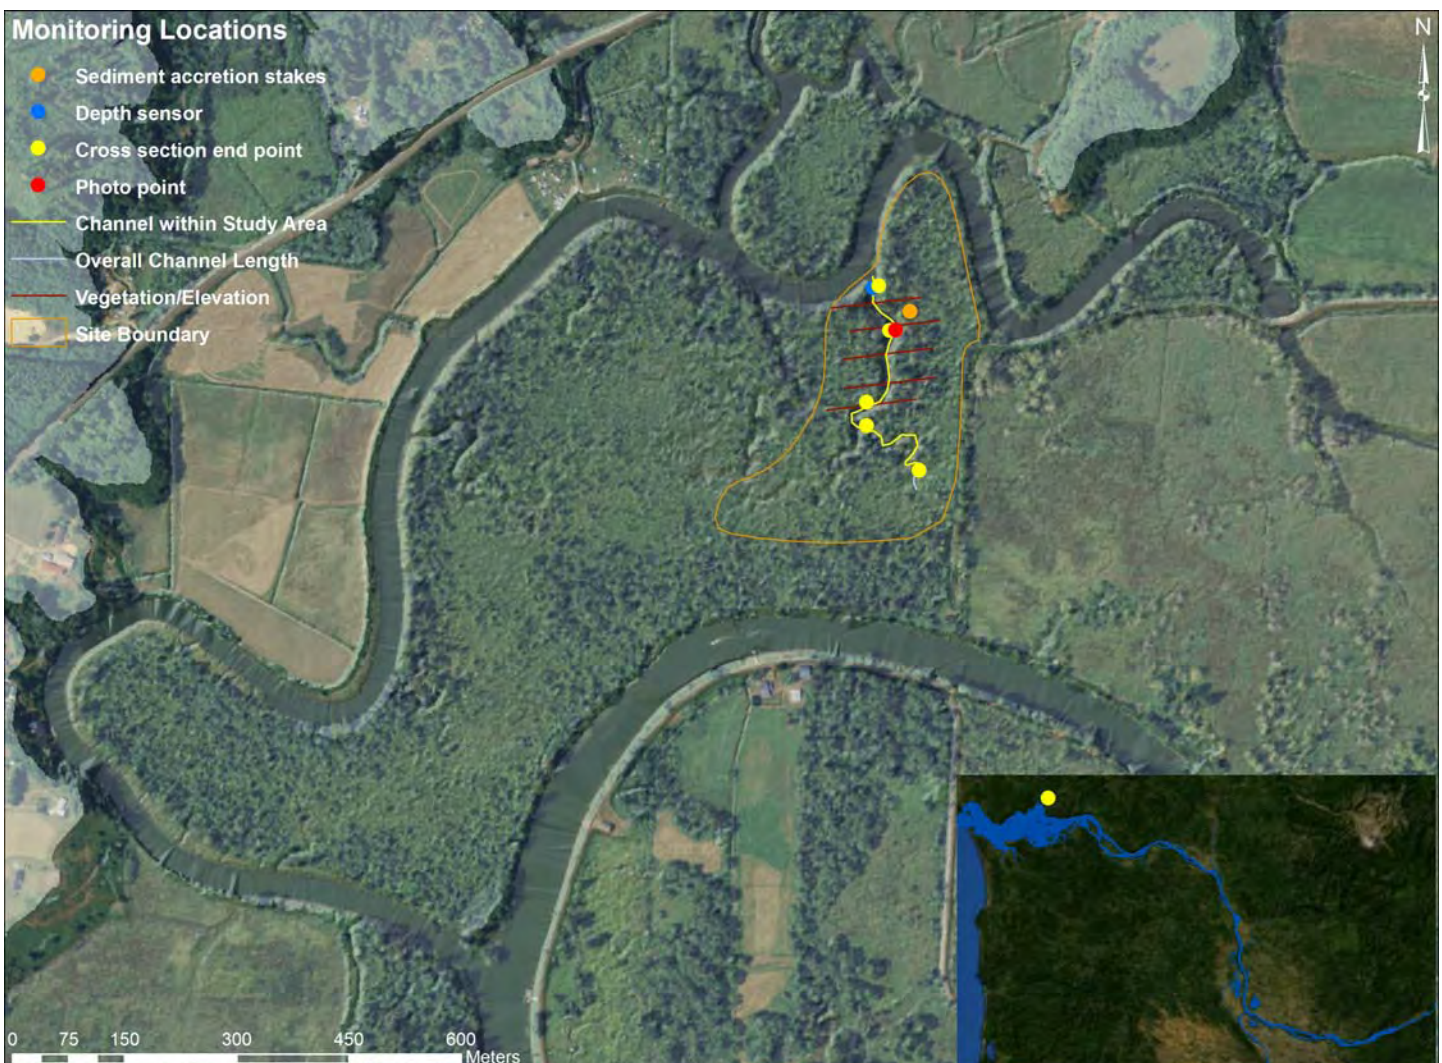 Monitoring Locations
Sediment accretion stakes
Depth sensor
Cross section end point
Photo point
Channel within Study Area
Overall Channel Length
Vegetation/Elevation
Site Boundary
N
0 75 150 300 450 600
Meters